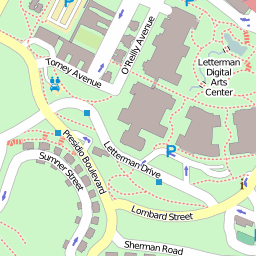 P
O'Reilly Avenue
Torney Avenue
Letterman
Digital
Arts
Center
Presidio Boulevard
Sumner Street
Letterman Drive
P
Lombard Street
Sherman Road